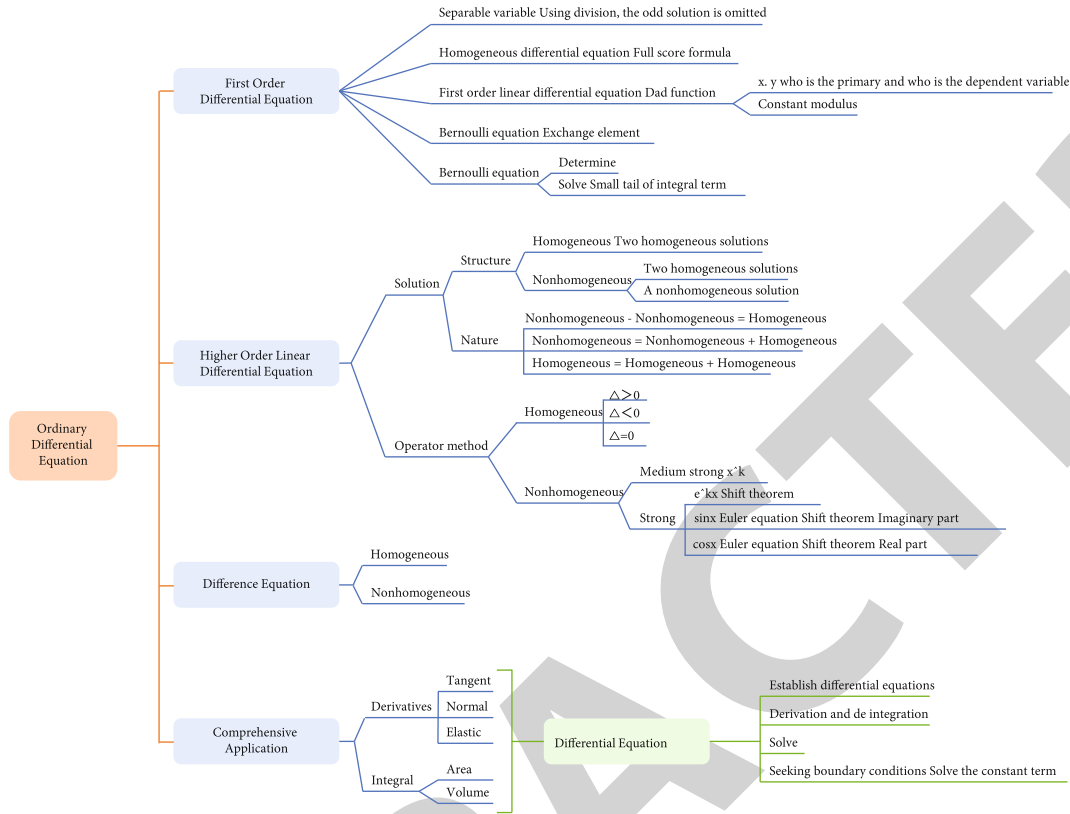 Ordinary
Differential
Equation
First Order
Differential Equation
Separable variable Using division, the odd solution is omitted
Homogeneous differential equation Full score formula
First order linear differential equation Dad function
x. y who is the primary and who is the dependent variable
Constant modulus
Bernoulli equation Exchange element
Bernoulli equation
Determine
Solve Small tail of integral term
Higher Order Linear
Differential Equation
Solution
Structure
Homogeneous Two homogeneous solutions
Nonhomogeneous
Two homogeneous solutions
A nonhomogeneous solution
Nature
Nonhomogeneous - Nonhomogeneous = Homogeneous
Nonhomogeneous = Nonhomogeneous + Homogeneous
Homogeneous = Homogeneous + Homogeneous
Operator method
Homogeneous
△>0
△<0
△=0
Nonhomogeneous
Medium strong x^k
Strong
e^kx Shift theorem
sinx Euler equation Shift theorem Imaginary part
cosx Euler equation Shift theorem Real part
Difference Equation
Homogeneous
Nonhomogeneous
Comprehensive
Application
Derivatives
Tangent
Normal
Elastic
Integral
Area
Volume
Differential Equation
Establish differential equations
Derivation and de integration
Solve
Seeking boundary conditions Solve the constant term
ACTE